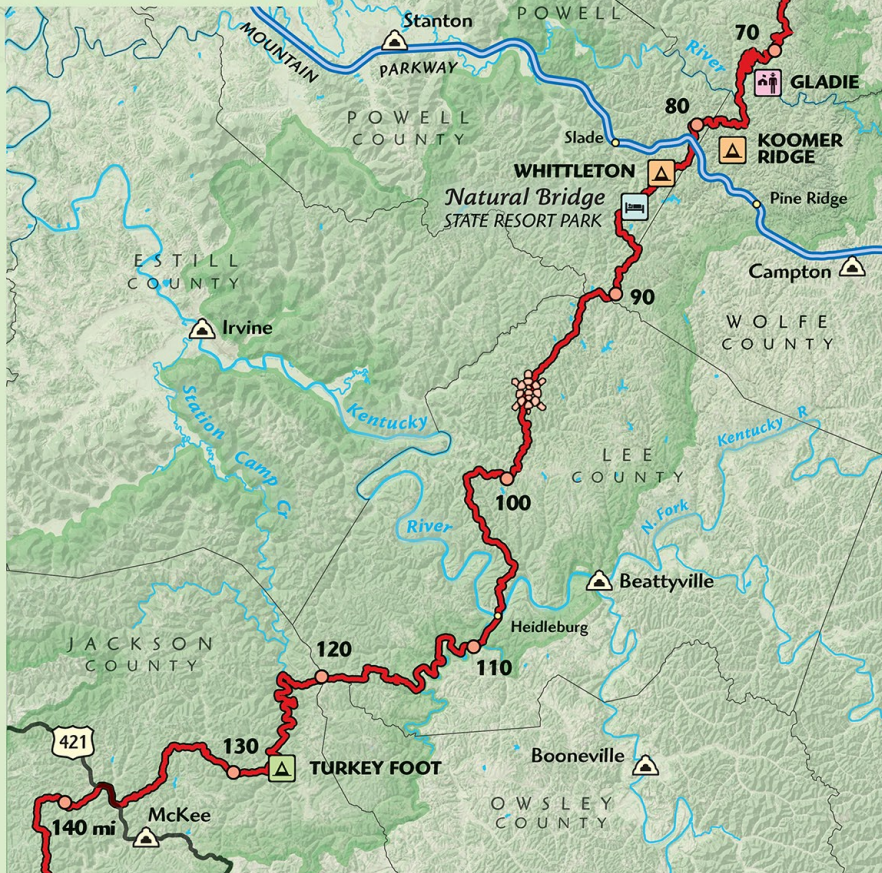 POWELL
Stanton
70
River
MOUNTAIN
PARKWAY
GLADIE
80
POWELL
COUNTY
Slade
KOOMER
RIDGE
WHITTLETON
Natural Bridge
STATE RESORT PARK
Pine Ridge
ESTILL
COUNTY
Campton
90
WOLFE
COUNTY
Irvine
Station
Camp
Cr
Kentucky
River
Kentucky R
N. Fork
LEE
COUNTY
100
Beattyville
Heidleburg
JACKSON
COUNTY
120
110
421
130
TURKEY FOOT
Booneville
OWSLEY
COUNTY
140 mi
McKee